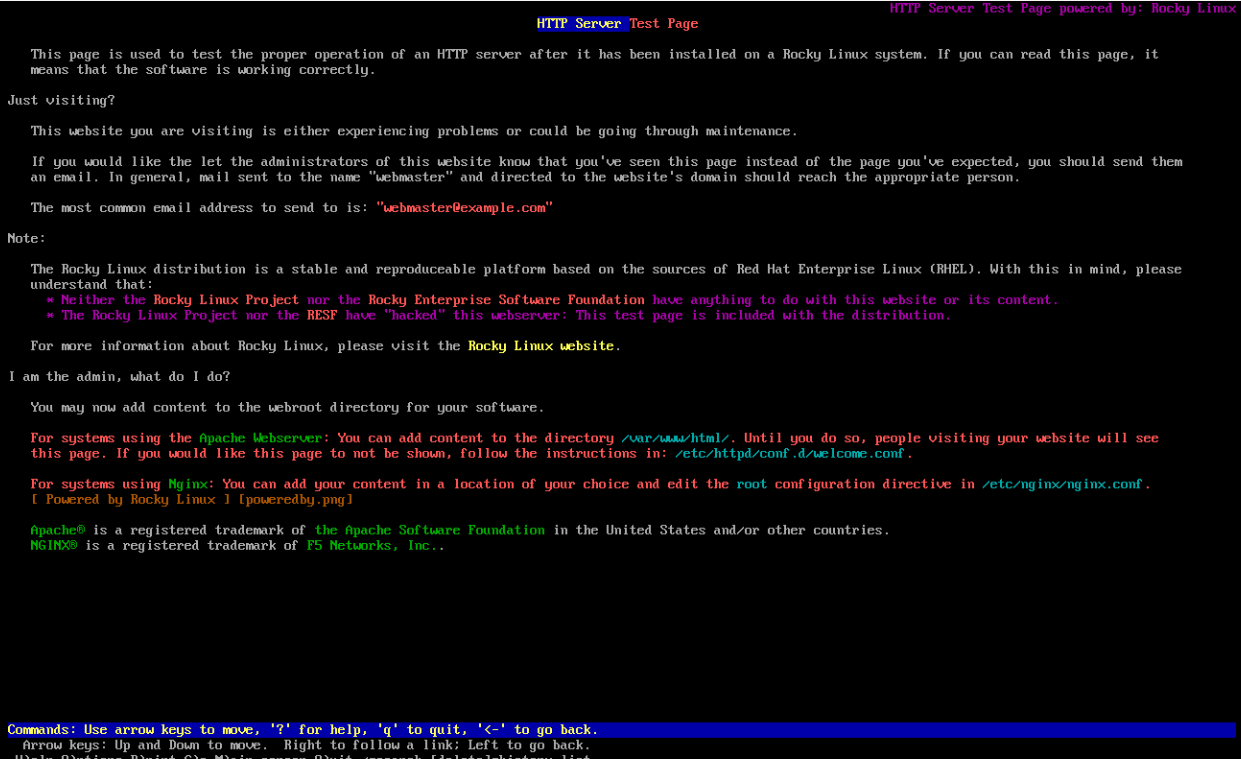 HTTP Server Test Page powered by: Rocky Linux
HTTP Server Test Page
This page is used to test the proper operation of an HTTP server after it has been installed on a Rocky Linux system. If you can read this page, it
means that the software is working correctly.
Just visiting?
This website you are visiting is either experiencing problems or could be going through maintenance.
If you would like the let the administrators of this website know that you've seen this page instead of the page you've expected, you should send them
an email. In general, mail sent to the name "webmaster" and directed to the website's domain should reach the appropriate person.
The most common email address to send to is: "webmaster@example.com"
Note:
The Rocky Linux distribution is a stable and reproduceable platform based on the sources of Red Hat Enterprise Linux (RHEL). With this in mind, please
understand that:
* Neither the Rocky Linux Project nor the Rocky Enterprise Software Foundation have anything to do with this website or its content.
* The Rocky Linux Project nor the RESF have "hacked" this webserver: This test page is included with the distribution.
For more information about Rocky Linux, please visit the Rocky Linux website.
I am the admin, what do I do?
You may now add content to the webroot directory for your software.
For systems using the Apache Webserver: You can add content to the directory /var/www/html/. Until you do so, people visiting your website will see
this page. If you would like this page to not be shown, follow the instructions in: /etc/httpd/conf.d/welcome.conf.
For systems using Nginx: You can add your content in a location of your choice and edit the root configuration directive in /etc/nginx/nginx.conf.
[ Powered by Rocky Linux ] [poweredby.png]
Apache® is a registered trademark of the Apache Software Foundation in the United States and/or other countries.
NGINX® is a registered trademark of F5 Networks, Inc..
Commands: Use arrow keys to move, '?' for help, 'q' to quit, '<-' to go back.
Arrow keys: Up and Down to move.  Right to follow a link; Left to go back.
H)elp O)ptions P)rint G)o M)ain screen Q)uit /=search [delete]=history list